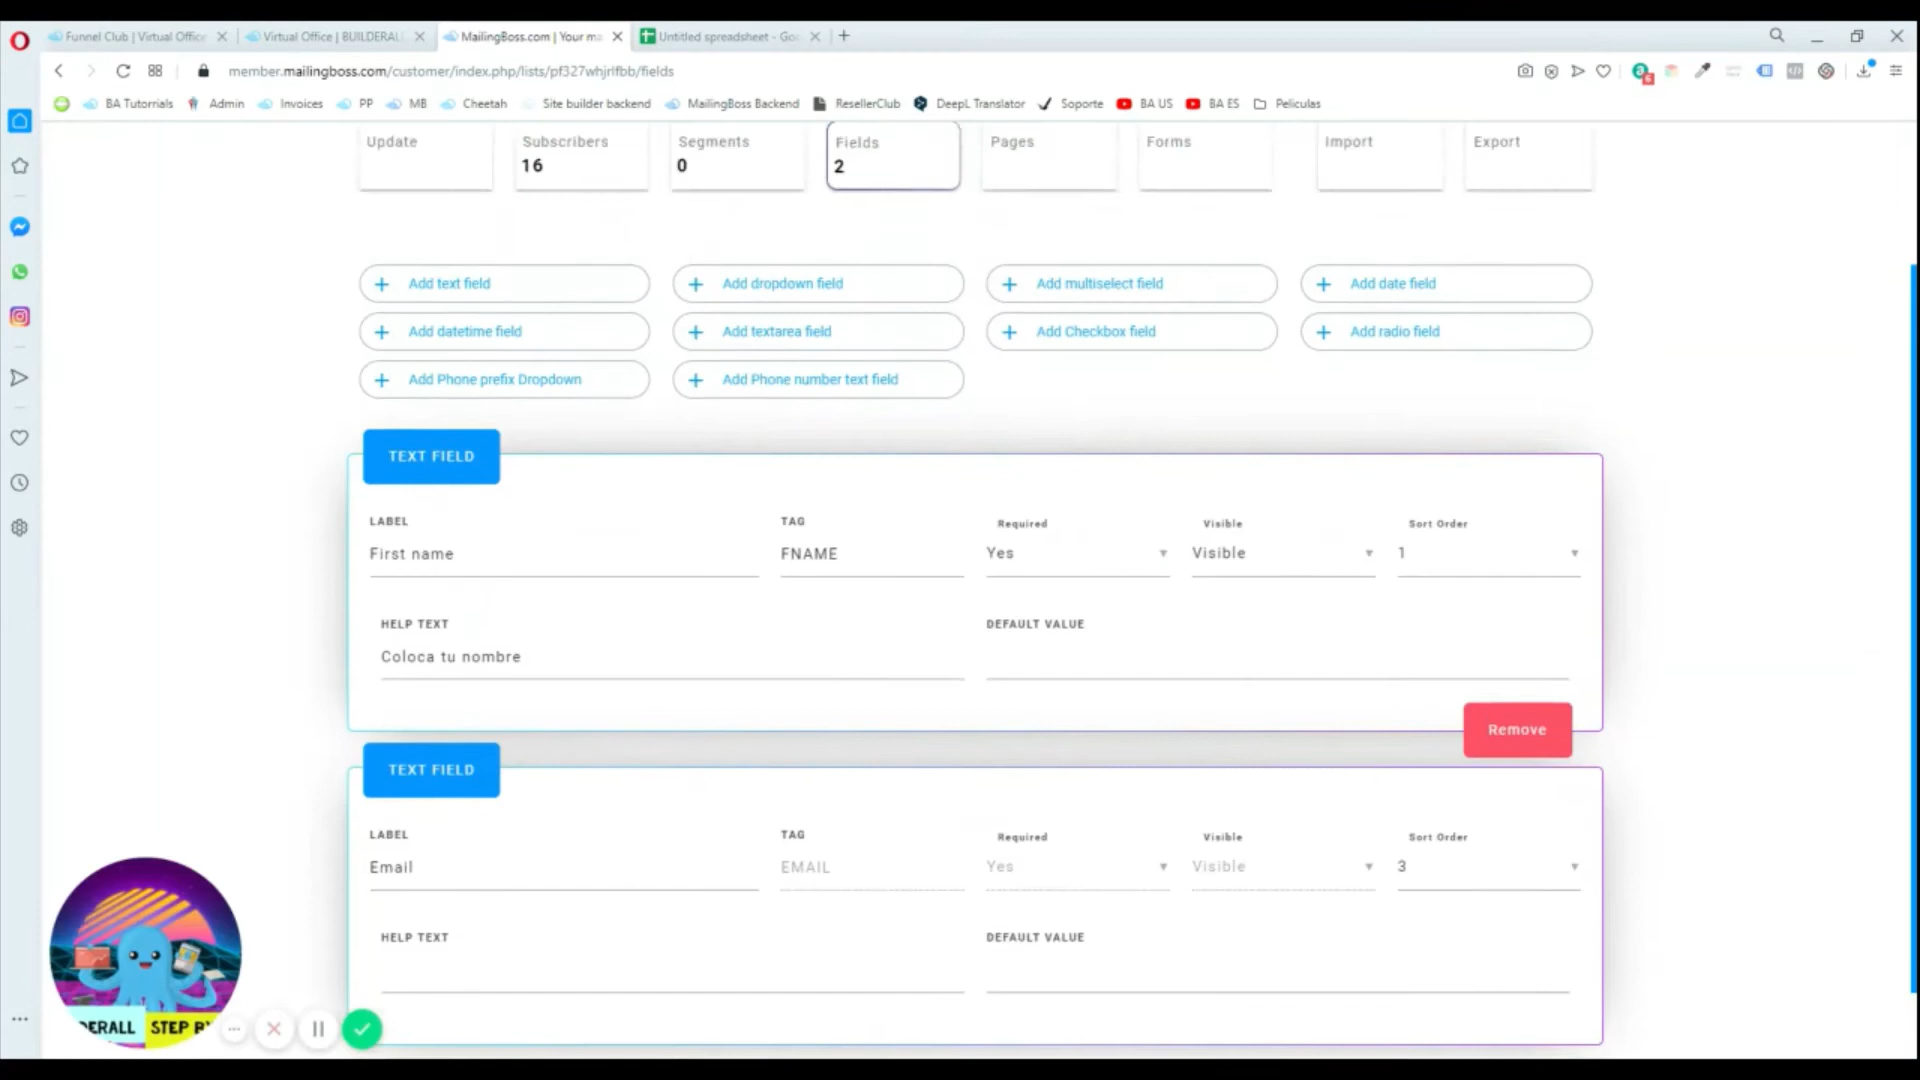 Funnel Club | Virtual Office
Virtual Office | BUILDERALL
MailingBoss.com | Your ma
Untitled spreadsheet - Goo
member.mailingboss.com/customer/index.php/lists/pf327whjrlfbb/fields
BA Tutorrials
Admin
Invoices
PP
MB
Cheetah
Site builder backend
MailingBoss Backend
ResellerClub
DeepL Translator
Soporte
BA US
BA ES
Peliculas
Update
Subscribers
16
Segments
0
Fields
2
Pages
Forms
Import
Export
Add text field
Add dropdown field
Add multiselect field
Add date field
Add datetime field
Add textarea field
Add Checkbox field
Add radio field
Add Phone prefix Dropdown
Add Phone number text field
TEXT FIELD
LABEL
First name
TAG
FNAME
Required
Yes
Visible
Visible
Sort Order
1
HELP TEXT
Coloca tu nombre
DEFAULT VALUE
Remove
TEXT FIELD
LABEL
Email
TAG
EMAIL
Required
Yes
Visible
Visible
Sort Order
3
HELP TEXT
DEFAULT VALUE
DERALL STEP BY